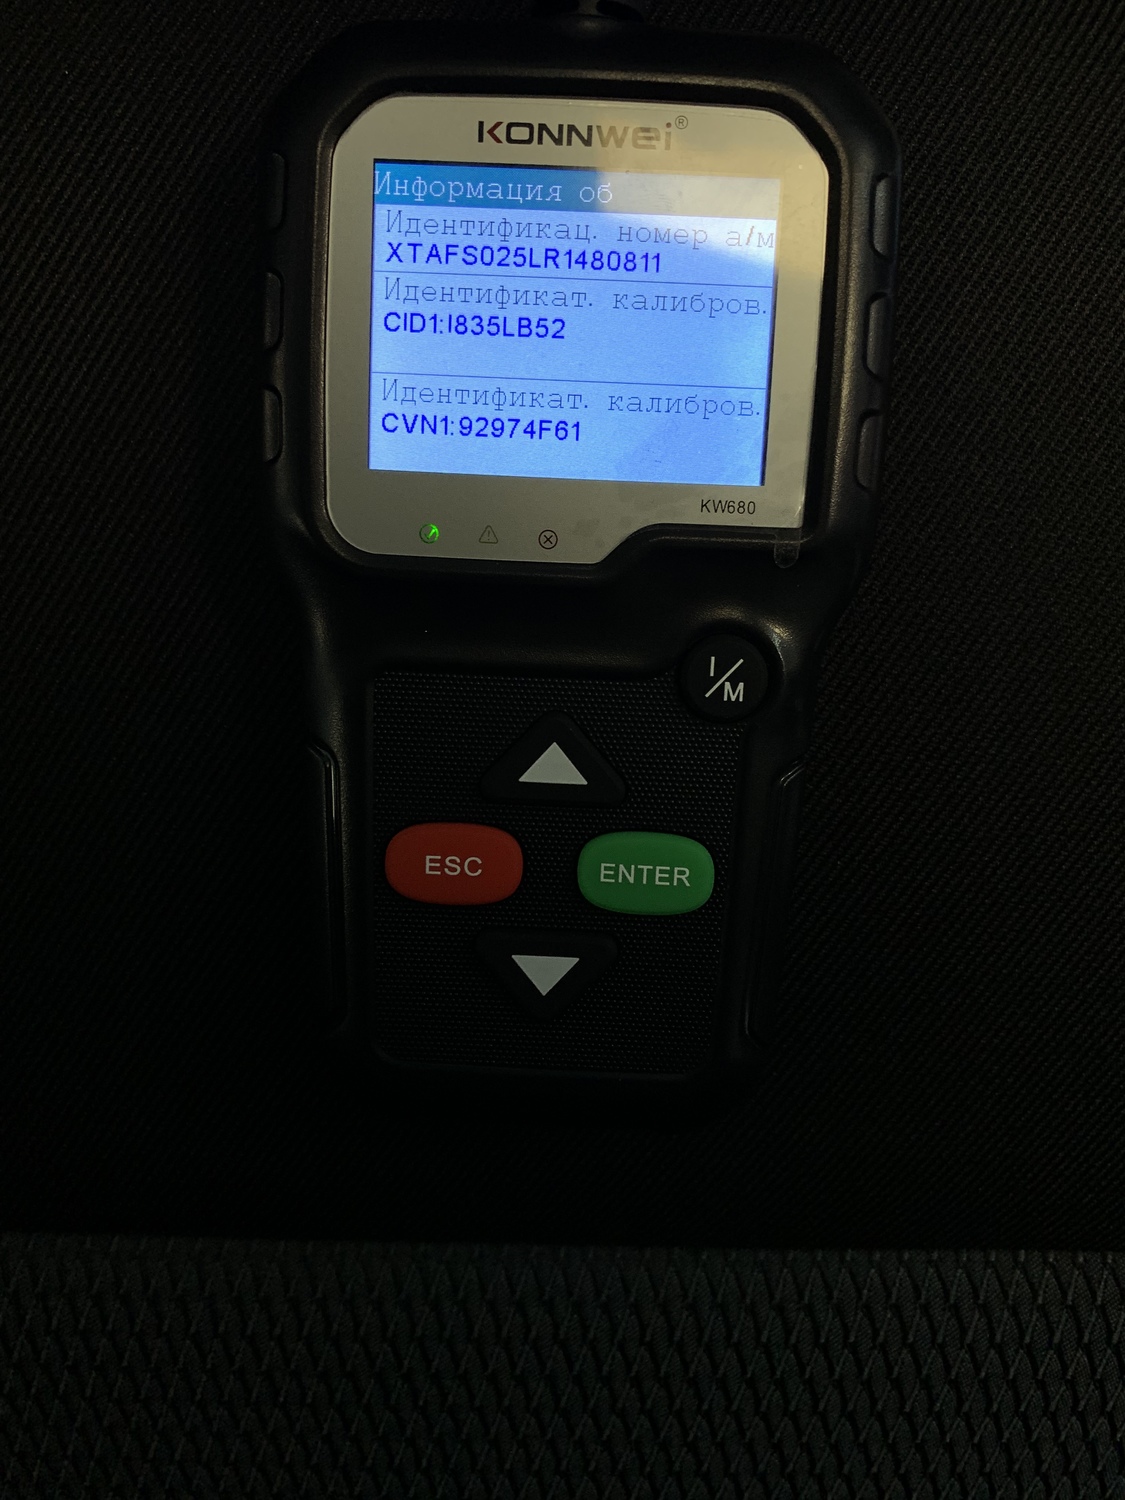 KONNWEI®
Информация об
Идентификац. номер а/м
XTAFS025LR1480811
Идентификат. калибров.
CID1:I835LB52
Идентификат. калибров.
CVN1:92974F61
KW680
I/M
ESC
ENTER